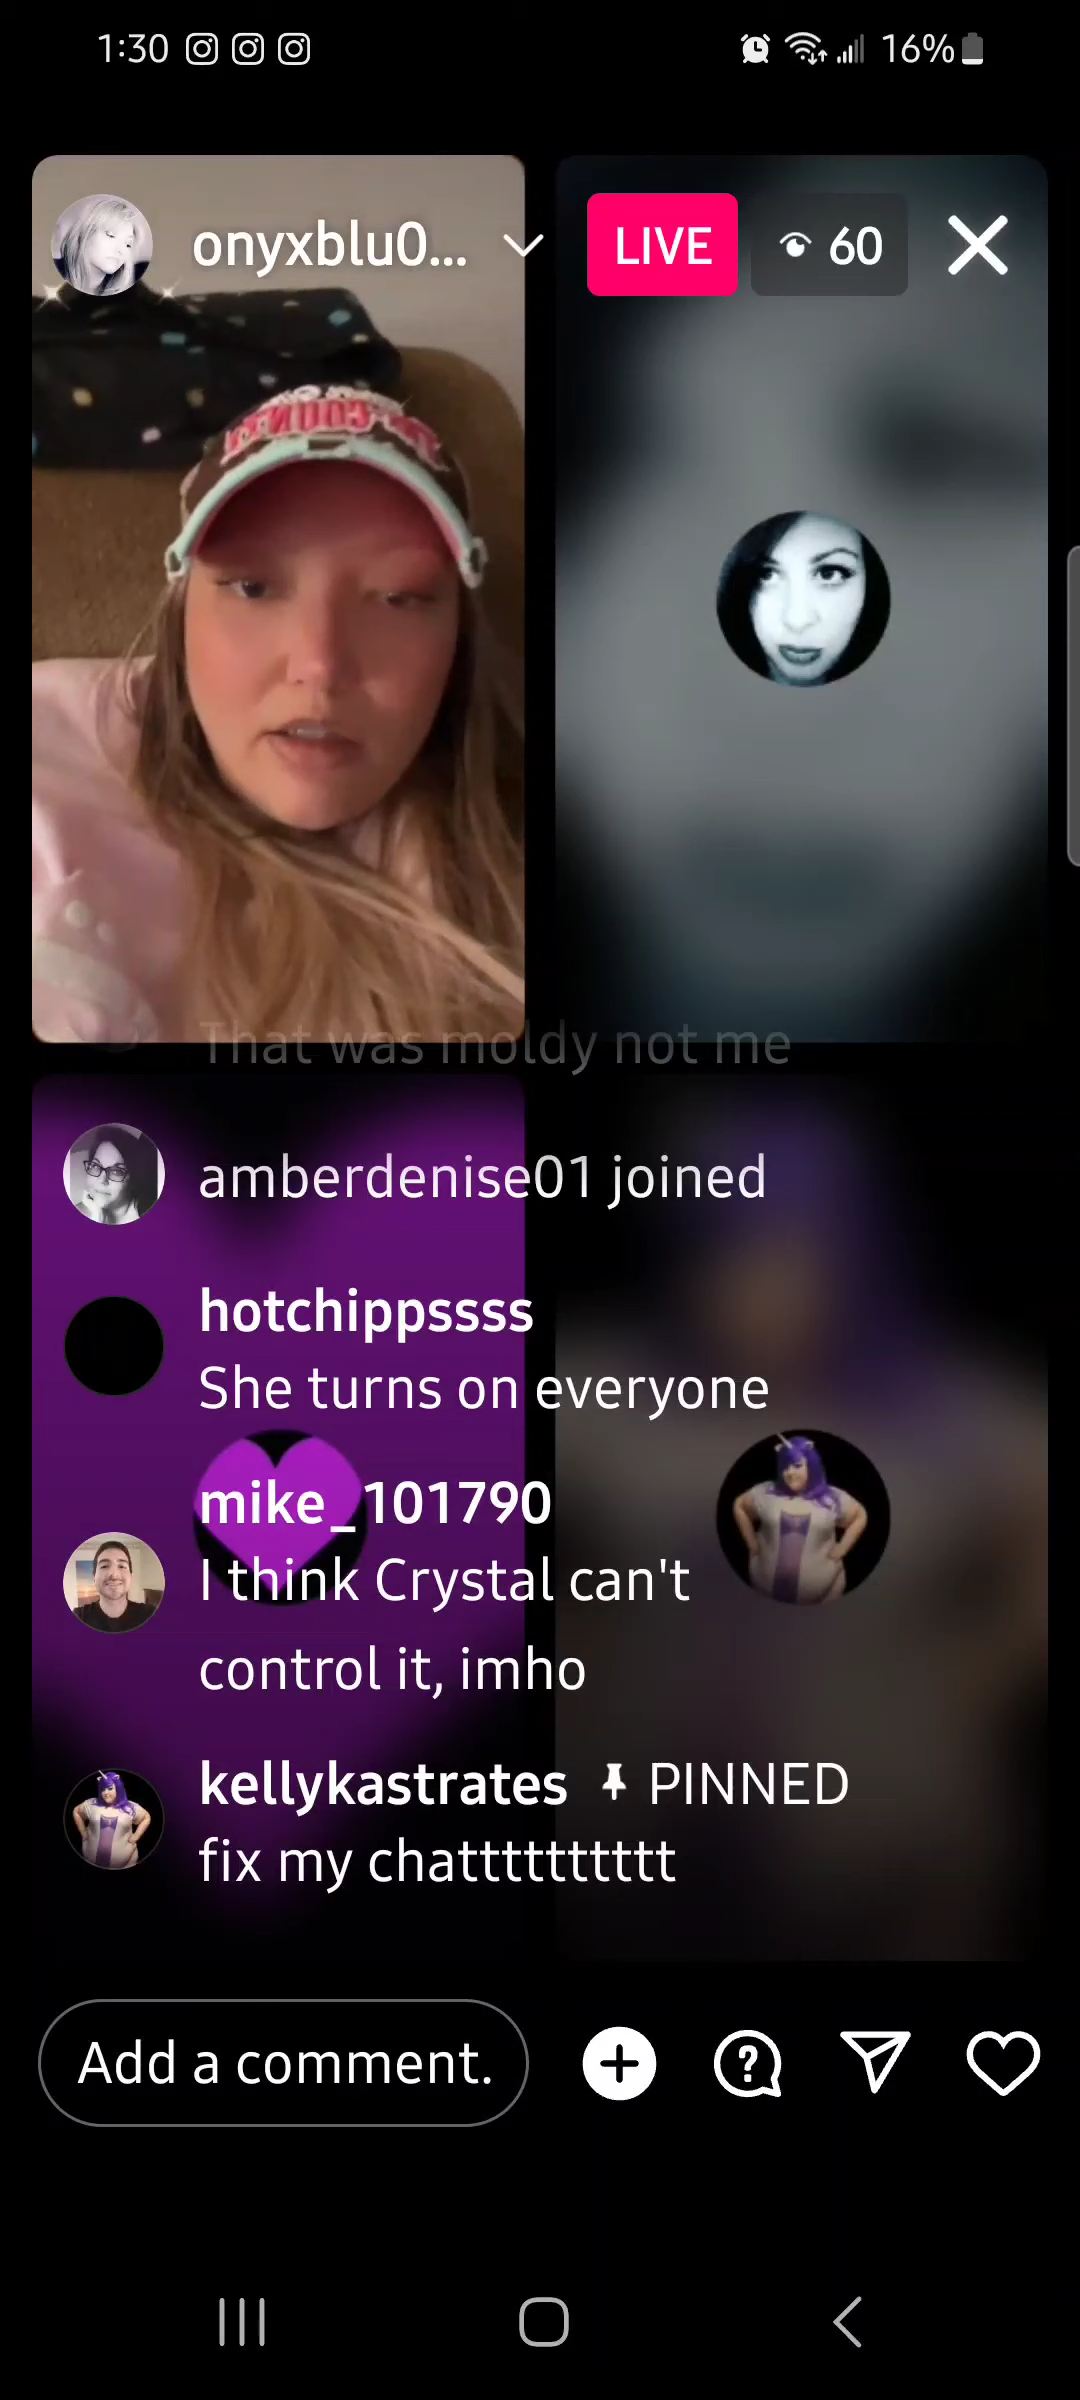 1:30
16%
onyxblu0...
LIVE
60
That was moldy not me
amberdenise01 joined
hotchippssss
She turns on everyone
mike_101790
I think Crystal can't
control it, imho
kellykastrates PINNED
fix my chattttttttttt
Add a comment.